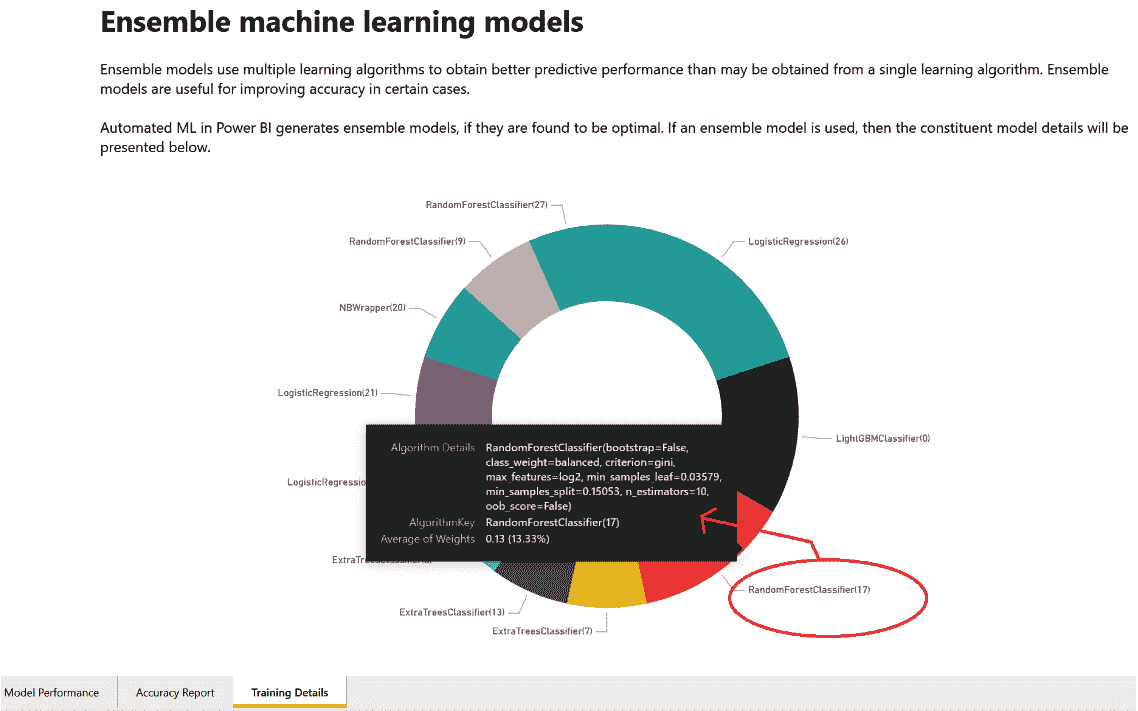 Ensemble machine learning models
Ensemble models use multiple learning algorithms to obtain better predictive performance than may be obtained from a single learning algorithm. Ensemble
models are useful for improving accuracy in certain cases.
Automated ML in Power BI generates ensemble models, if they are found to be optimal. If an ensemble model is used, then the constituent model details will be
presented below.
RandomForestClassifier(27)
RandomForestClassifier(9)
LogisticRegression(26)
NBWrapper(20)
LogisticRegression(21)
LightGBMClassifier(0)
Algorithm Details RandomForestClassifier(bootstrap=False,
class_weight=balanced, criterion=gini,
max_features=log2, min_samples_leaf=0.03579,
min_samples_split=0.15053, n_estimators=10,
oob_score=False)
AlgorithmKey RandomForestClassifier(17)
Average of Weights 0.13 (13.33%)
LogisticRegressio
RandomForestClassifier(17)
ExtraTreesClassifier(13)
ExtraTreesClassifier(7)
Model Performance Accuracy Report Training Details